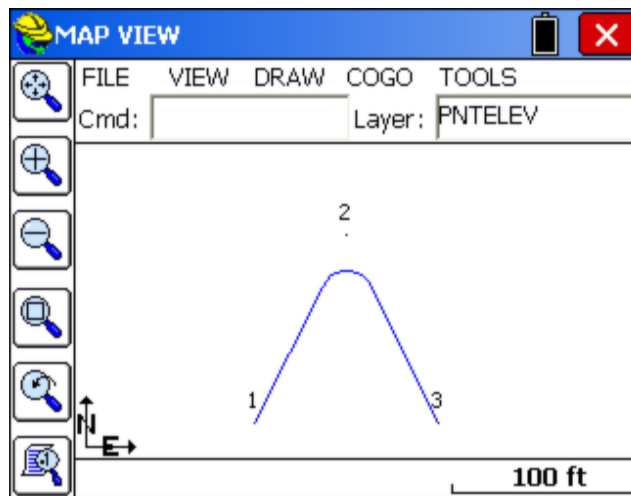 MAP VIEW
FILE VIEW DRAW COGO TOOLS
Cmd: Layer: PNTELEV
2
1 3
N
E
100 ft